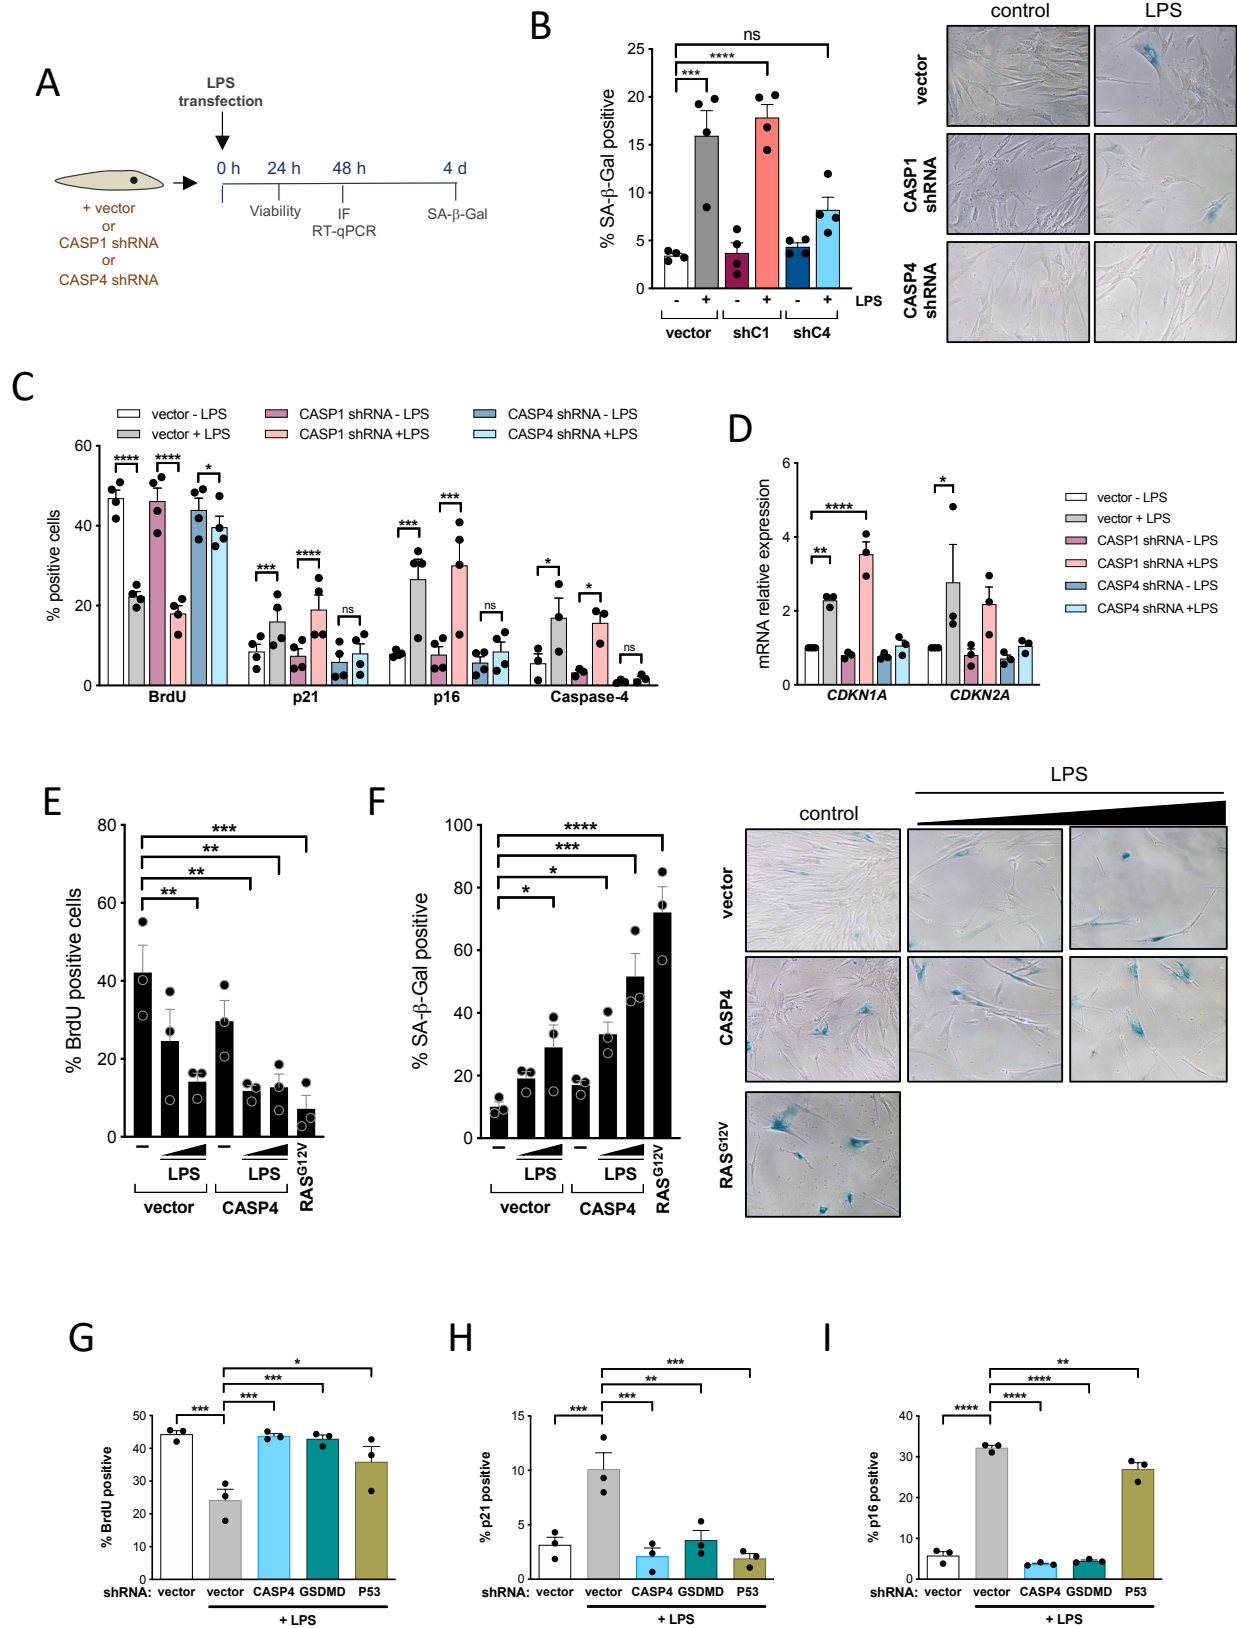 A
LPS
transfection
0 h
24 h
48 h
4 d
Viability
IF
RT-qPCR
SA-β-Gal
+ vector
or
CASP1 shRNA
or
CASP4 shRNA
B
% SA-β-Gal positive
25
20
15
10
5
0
ns
****
***
- + - + - + LPS
vector shC1 shC4
control LPS
vector
CASP1
shRNA
CASP4
shRNA
C
vector - LPS
vector + LPS
CASP1 shRNA - LPS
CASP1 shRNA +LPS
CASP4 shRNA - LPS
CASP4 shRNA +LPS
% positive cells
60
40
20
0
**** **** *
*** **** ns
*** *** ns
* * ns
BrdU p21 p16 Caspase-4
D
mRNA relative expression
6
4
2
0
** **** *
CDKN1A CDKN2A
vector - LPS
vector + LPS
CASP1 shRNA - LPS
CASP1 shRNA +LPS
CASP4 shRNA - LPS
CASP4 shRNA +LPS
E
% BrdU positive cells
80
60
40
20
0
***
**
**
**
– –
LPS LPS
vector CASP4 RASG12V
F
% SA-β-Gal positive
100
80
60
40
20
0
****
***
*
*
– –
LPS LPS
vector CASP4 RASG12V
LPS
control
vector
CASP4
RASG12V
G
% BrdU positive
50
40
30
20
10
0
*
***
***
***
shRNA: vector vector CASP4 GSDMD P53
+ LPS
H
% p21 positive
15
10
5
0
***
**
***
***
shRNA: vector vector CASP4 GSDMD P53
+ LPS
I
% p16 positive
40
30
20
10
0
**
****
****
****
shRNA: vector vector CASP4 GSDMD P53
+ LPS